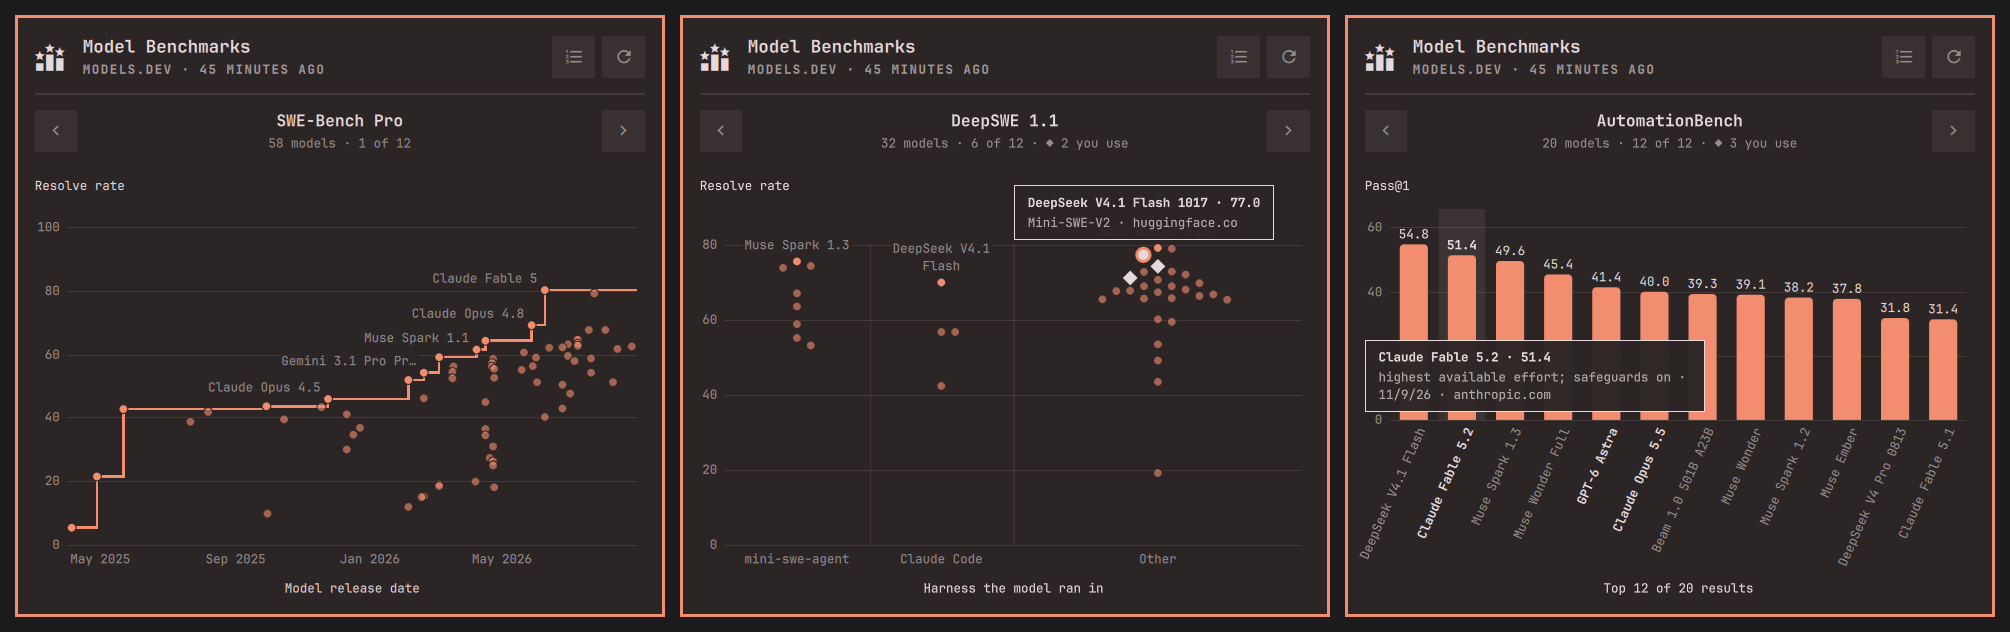 Model Benchmarks
MODELS.DEV · 45 MINUTES AGO
SWE-Bench Pro
58 models · 1 of 12
Resolve rate
100
80
60
40
20
0
Claude Fable 5
Claude Opus 4.8
Muse Spark 1.1
Gemini 3.1 Pro Pr…
Claude Opus 4.5
May 2025
Sep 2025
Jan 2026
May 2026
Model release date
Model Benchmarks
MODELS.DEV · 45 MINUTES AGO
DeepSWE 1.1
32 models · 6 of 12 · ◆ 2 you use
Resolve rate
DeepSeek V4.1 Flash 1017 · 77.0
Mini-SWE-V2 · huggingface.co
80
60
40
20
0
Muse Spark 1.3
DeepSeek V4.1
Flash
mini-swe-agent
Claude Code
Other
Harness the model ran in
Model Benchmarks
MODELS.DEV · 45 MINUTES AGO
AutomationBench
20 models · 12 of 12 · ◆ 3 you use
Pass@1
60
40
0
54.8
51.4
49.6
45.4
41.4
40.0
39.3
39.1
38.2
37.8
31.8
31.4
Claude Fable 5.2 · 51.4
highest available effort; safeguards on ·
11/9/26 · anthropic.com
DeepSeek V4.1 Flash
Claude Fable 5.2
Muse Spark 1.3
Muse Wonder Full
GPT-6 Astra
Claude Opus 5.5
Beam 1.0 501B A23B
Muse Wonder
Muse Spark 1.2
Muse Ember
DeepSeek V4 Pro 0813
Claude Fable 5.1
Top 12 of 20 results